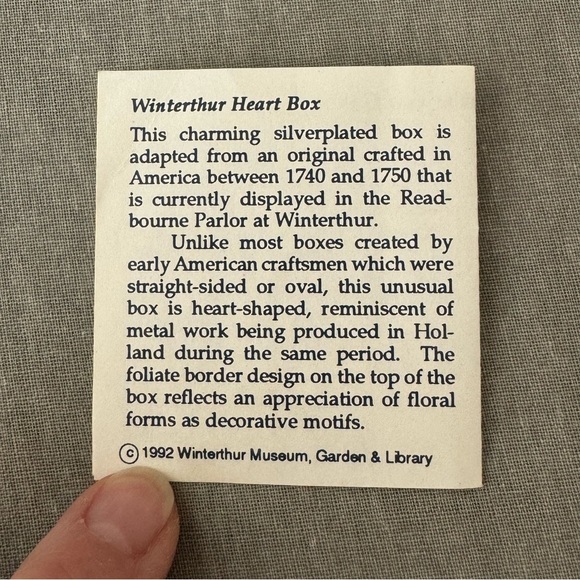 Winterthur Heart Box
This charming silverplated box is
adapted from an original crafted in
America between 1740 and 1750 that
is currently displayed in the Read-
bourne Parlor at Winterthur.
Unlike most boxes created by
early American craftsmen which were
straight-sided or oval, this unusual
box is heart-shaped, reminiscent of
metal work being produced in Hol-
land during the same period. The
foliate border design on the top of the
box reflects an appreciation of floral
forms as decorative motifs.
© 1992 Winterthur Museum, Garden & Library